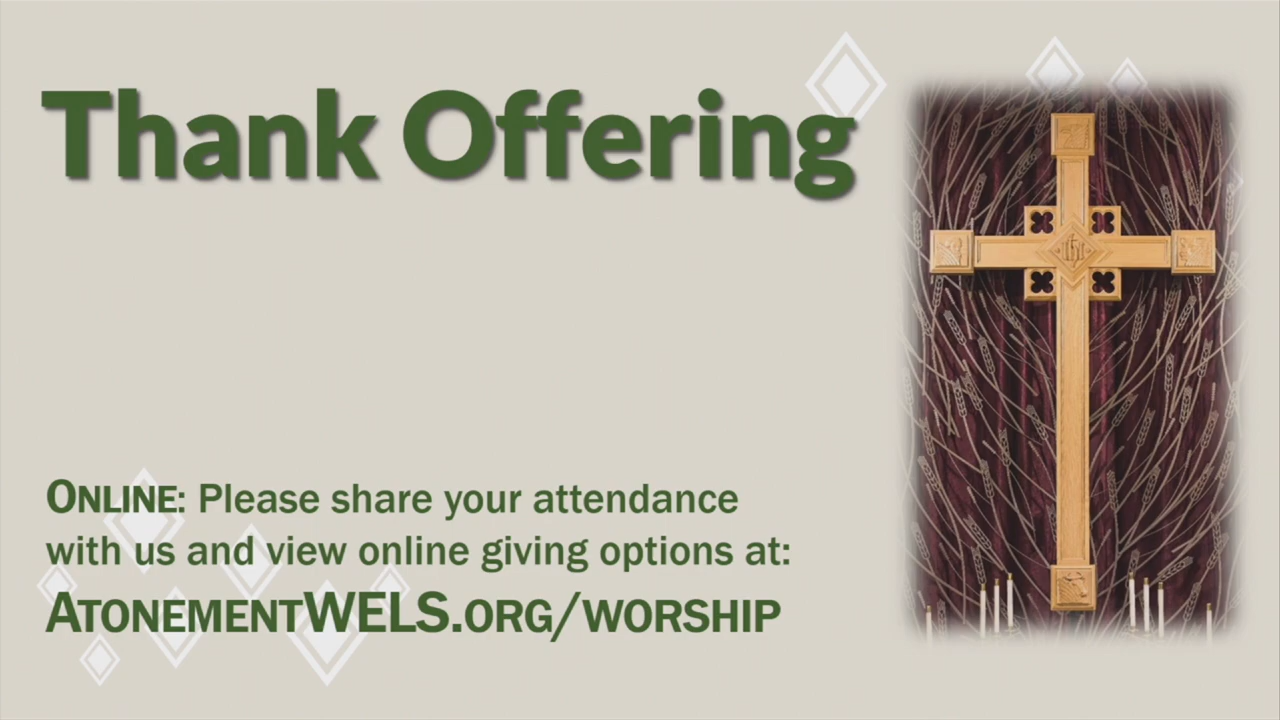 Thank Offering
ONLINE: Please share your attendance
with us and view online giving options at:
ATONEMENTWELS.ORG/WORSHIP